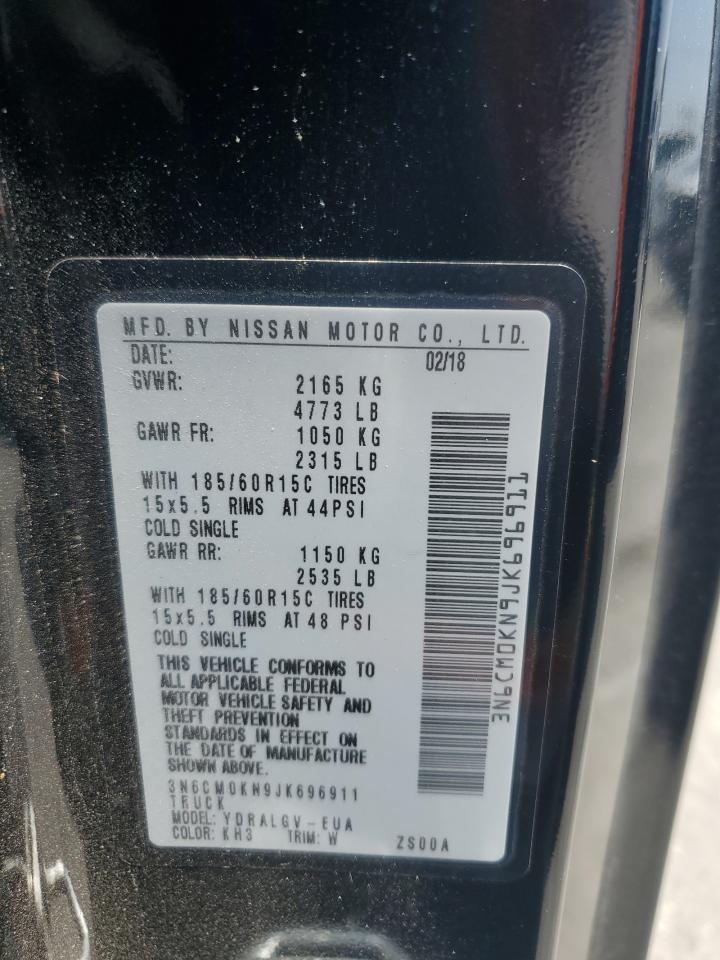 MFD. BY NISSAN MOTOR CO., LTD.
DATE: 02/18
GVWR: 2165 KG
4773 LB
GAWR FR: 1050 KG
2315 LB
WITH 185/60R15C TIRES
15x5.5 RIMS AT 44PSI
COLD SINGLE
GAWR RR: 1150 KG
2535 LB
WITH 185/60R15C TIRES
15x5.5 RIMS AT 48 PSI
COLD SINGLE
THIS VEHICLE CONFORMS TO
ALL APPLICABLE FEDERAL
MOTOR VEHICLE SAFETY AND
THEFT PREVENTION
STANDARDS IN EFFECT ON
THE DATE OF MANUFACTURE
SHOWN ABOVE.
3N6CM0KN9JK696911
TRUCK
MODEL: YDRALGV-EUA
COLOR: KH3 TRIM: W ZS00A
3N6CM0KN9JK696911